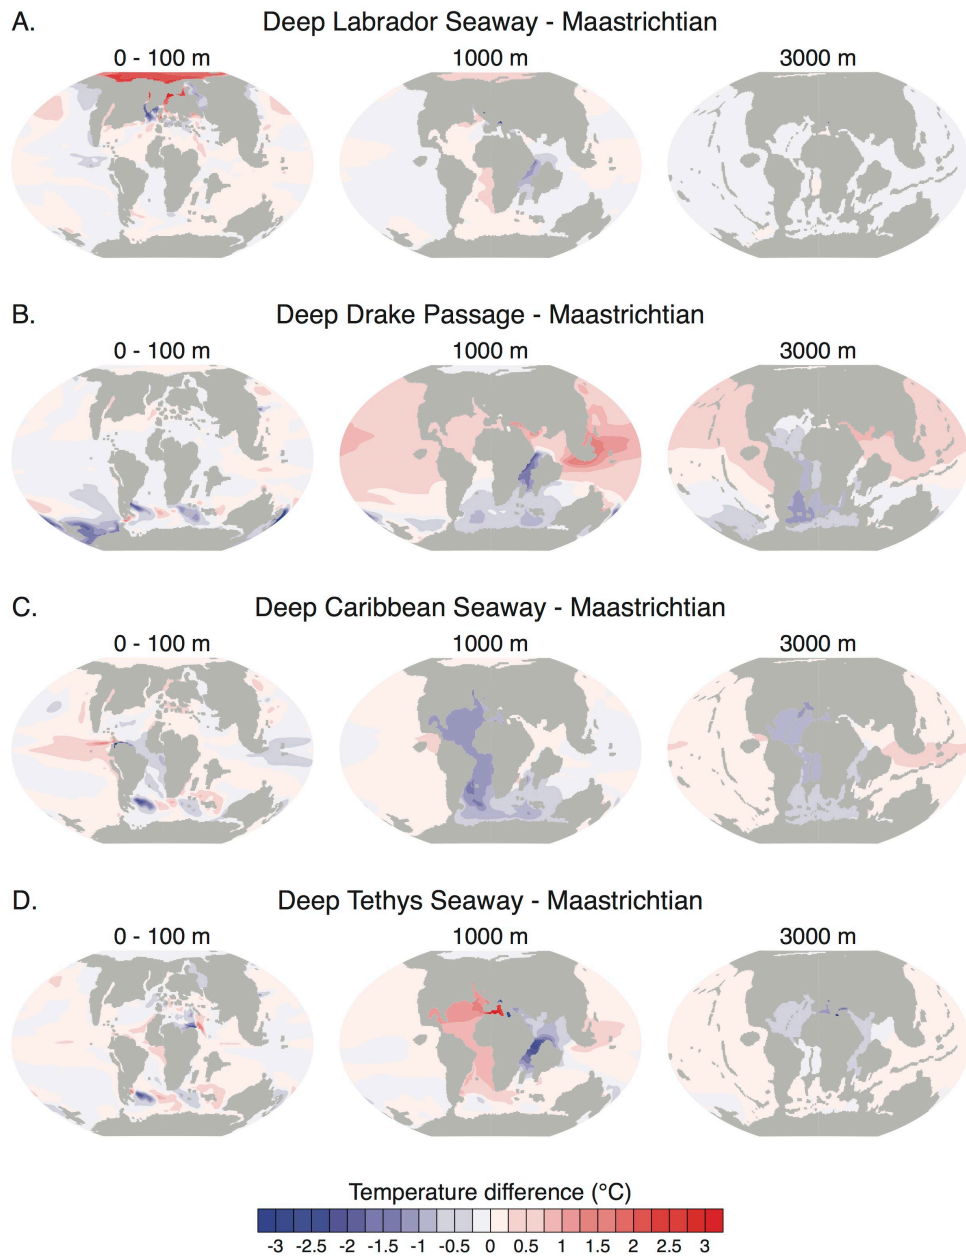 A.
Deep Labrador Seaway - Maastrichtian
0 - 100 m
1000 m
3000 m
B.
Deep Drake Passage - Maastrichtian
0 - 100 m
1000 m
3000 m
C.
Deep Caribbean Seaway - Maastrichtian
0 - 100 m
1000 m
3000 m
D.
Deep Tethys Seaway - Maastrichtian
0 - 100 m
1000 m
3000 m
Temperature difference (°C)
-3 -2.5 -2 -1.5 -1 -0.5 0 0.5 1 1.5 2 2.5 3